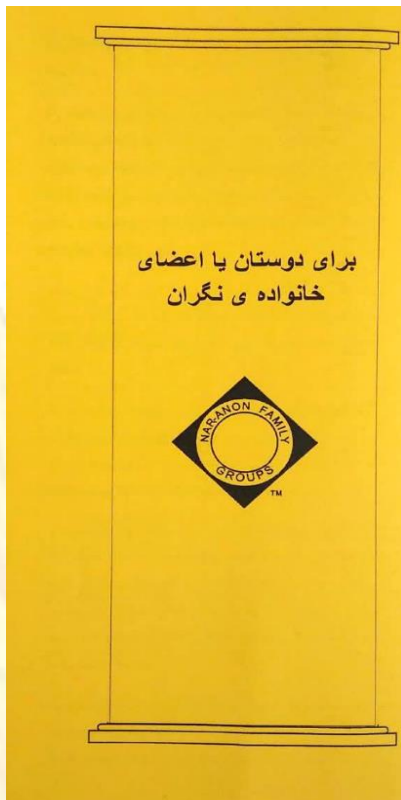 برای دوستان یا اعضای
خانواده ی نگران
NAR-ANON FAMILY
GROUPS
TM